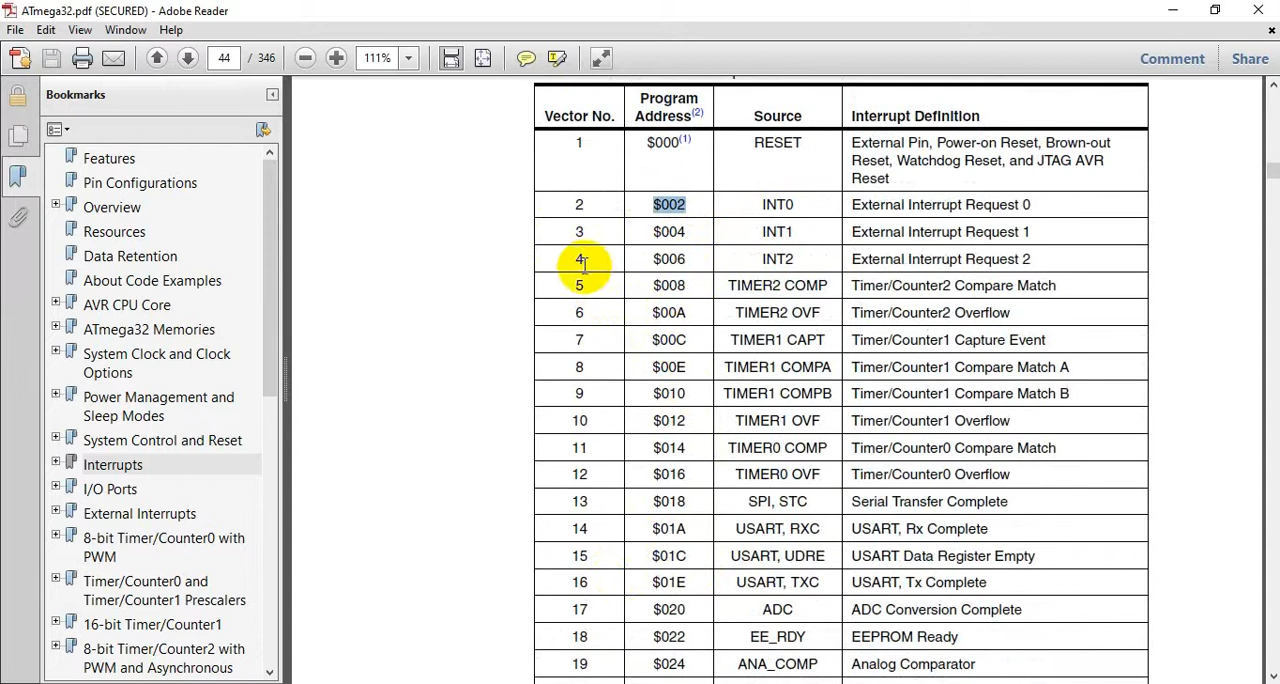 ATmega32.pdf (SECURED) - Adobe Reader
File Edit View Window Help
44 / 346 111% Comment Share
Bookmarks
Features
Pin Configurations
Overview
Resources
Data Retention
About Code Examples
AVR CPU Core
ATmega32 Memories
System Clock and Clock
Options
Power Management and
Sleep Modes
System Control and Reset
Interrupts
I/O Ports
External Interrupts
8-bit Timer/Counter0 with
PWM
Timer/Counter0 and
Timer/Counter1 Prescalers
16-bit Timer/Counter1
8-bit Timer/Counter2 with
PWM and Asynchronous
Vector No. Program Address(2) Source Interrupt Definition
1 $000(1) RESET External Pin, Power-on Reset, Brown-out
Reset, Watchdog Reset, and JTAG AVR
Reset
2 $002 INT0 External Interrupt Request 0
3 $004 INT1 External Interrupt Request 1
4 $006 INT2 External Interrupt Request 2
5 $008 TIMER2 COMP Timer/Counter2 Compare Match
6 $00A TIMER2 OVF Timer/Counter2 Overflow
7 $00C TIMER1 CAPT Timer/Counter1 Capture Event
8 $00E TIMER1 COMPA Timer/Counter1 Compare Match A
9 $010 TIMER1 COMPB Timer/Counter1 Compare Match B
10 $012 TIMER1 OVF Timer/Counter1 Overflow
11 $014 TIMER0 COMP Timer/Counter0 Compare Match
12 $016 TIMER0 OVF Timer/Counter0 Overflow
13 $018 SPI, STC Serial Transfer Complete
14 $01A USART, RXC USART, Rx Complete
15 $01C USART, UDRE USART Data Register Empty
16 $01E USART, TXC USART, Tx Complete
17 $020 ADC ADC Conversion Complete
18 $022 EE_RDY EEPROM Ready
19 $024 ANA_COMP Analog Comparator